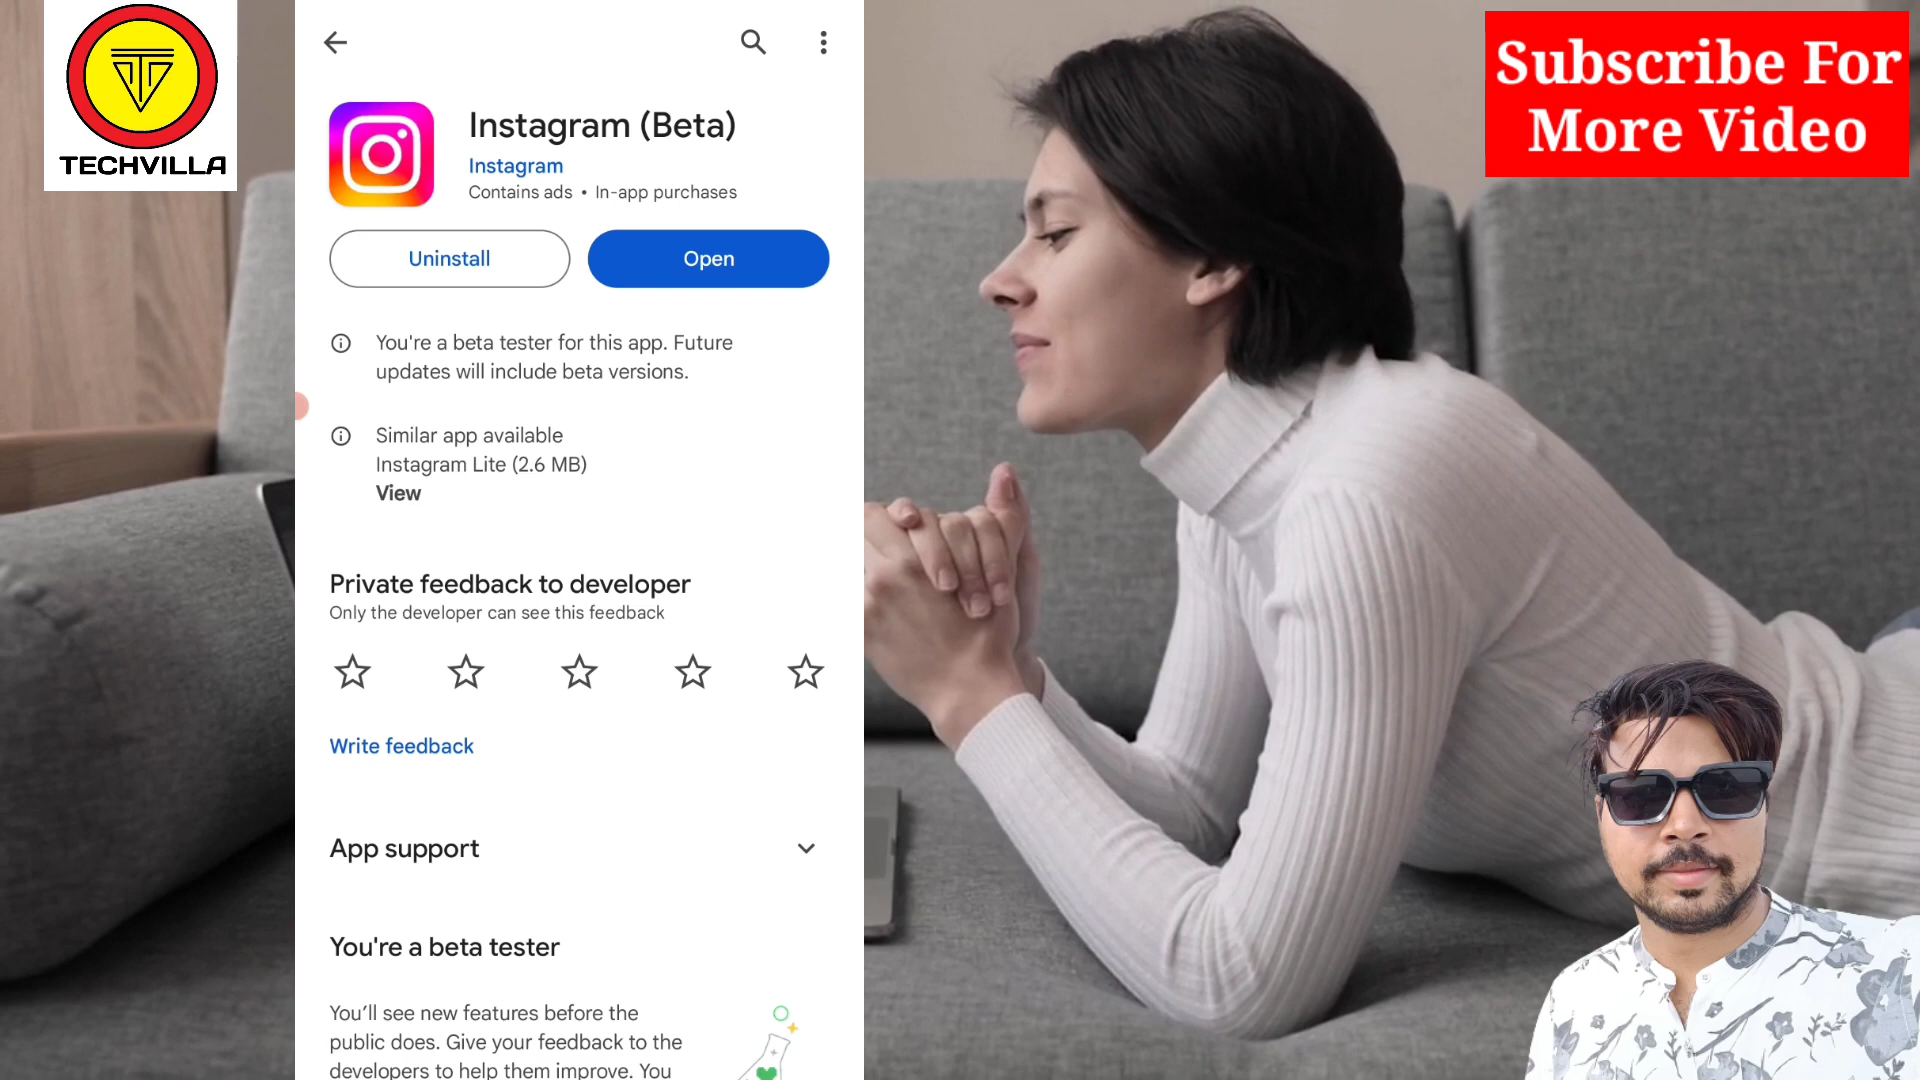 TECHVILLA
Instagram (Beta)
Instagram
Contains ads • In-app purchases
Uninstall
Open
You're a beta tester for this app. Future
updates will include beta versions.
Similar app available
Instagram Lite (2.6 MB)
View
Private feedback to developer
Only the developer can see this feedback
Write feedback
App support
You're a beta tester
You’ll see new features before the
public does. Give your feedback to the
developers to help them improve. You
Subscribe For
More Video